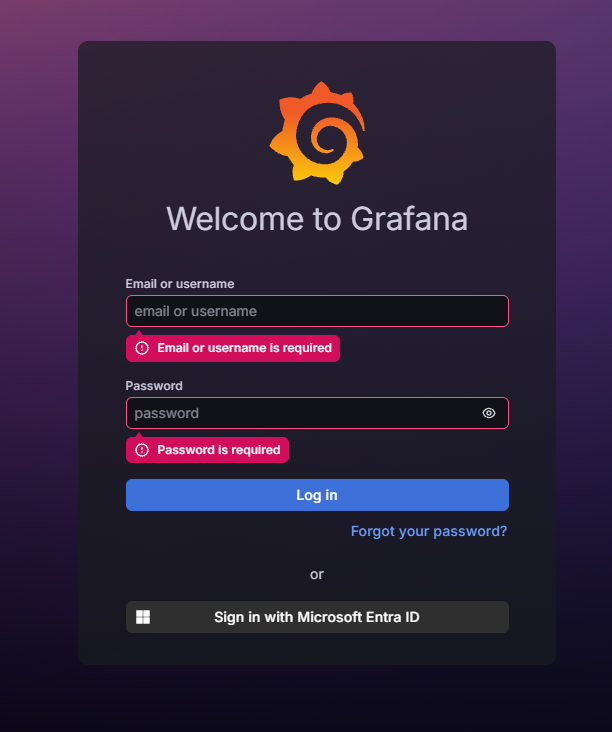 Welcome to Grafana
Email or username
email or username
Email or username is required
Password
password
Password is required
Log in
Forgot your password?
or
Sign in with Microsoft Entra ID